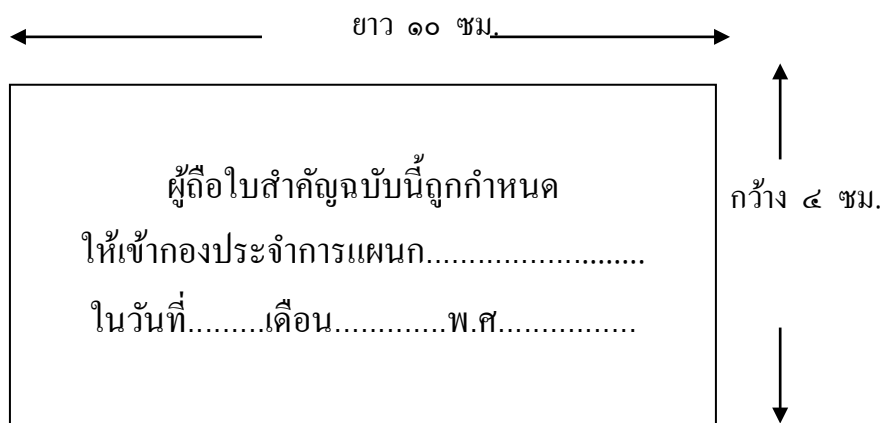 ยาว ๑๐ ซม.
ผู้ถือใบสำคัญฉบับนี้ถูกกำหนด
กว้าง ๔ ซม.
ให้เข้ากองประจำการแผนก..........................
ในวันที่.........เดือน.............พ.ศ................